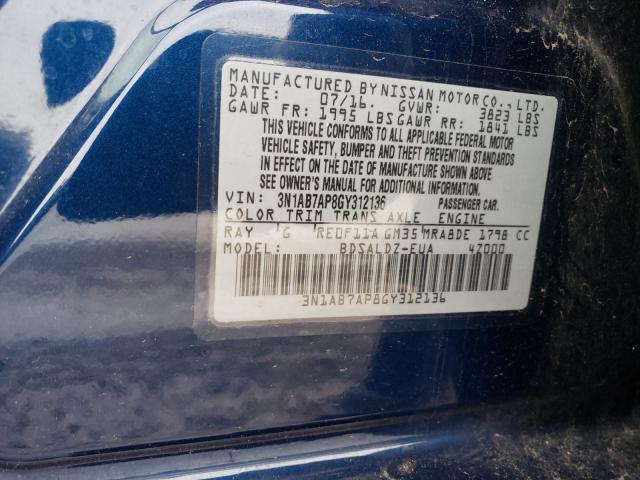 MANUFACTURED BY NISSAN MOTOR CO., LTD.
DATE: 07/16. GVWR: 3823 LBS
GAWR FR: 1995 LBS GAWR RR: 1841 LBS
THIS VEHICLE CONFORMS TO ALL APPLICABLE FEDERAL MOTOR
VEHICLE SAFETY, BUMPER AND THEFT PREVENTION STANDARDS
IN EFFECT ON THE DATE OF MANUFACTURE SHOWN ABOVE.
SEE OWNER'S MANUAL FOR ADDITIONAL INFORMATION.
VIN: 3N1AB7AP8GY312136 PASSENGER CAR.
COLOR TRIM TRANS AXLE ENGINE
RAY G RE0F11A GM35 MRA8DE 1798 CC
MODEL: BDSALDZ-EUA 47000
3N1AB7AP8GY312136